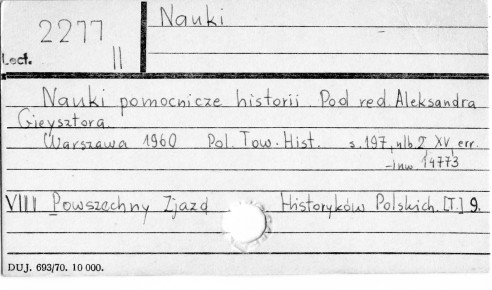 Nauki
2277
Lect. II
Nauki pomocnicze historii. Pod red. Aleksandra
Gieysztora.
Warszawa 1960 Pol. Tow. Hist. s. 197, nlb. 2, XV, err.
-inw. 14773
VIII Powszechny Zjazd Historyków Polskich. [T.] 9.
DUJ. 693/70. 10 000.